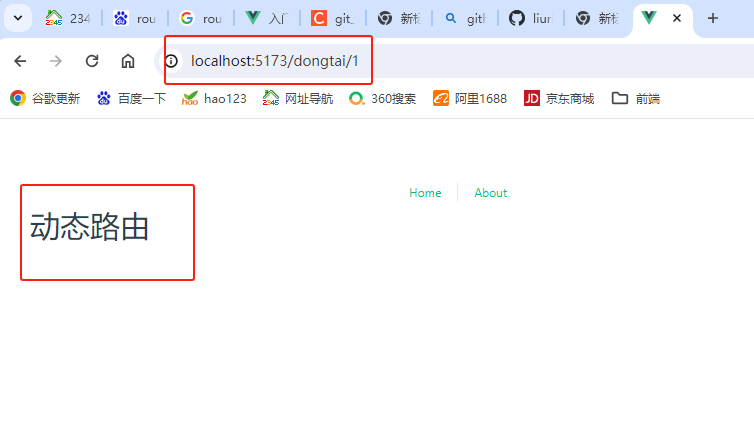 234
rou
rou
入门
git_
新标
gith
liuri
新标
localhost:5173/dongtai/1
谷歌更新
百度一下
hao123
网址导航
360搜索
阿里1688
京东商城
前端
Home
About
动态路由